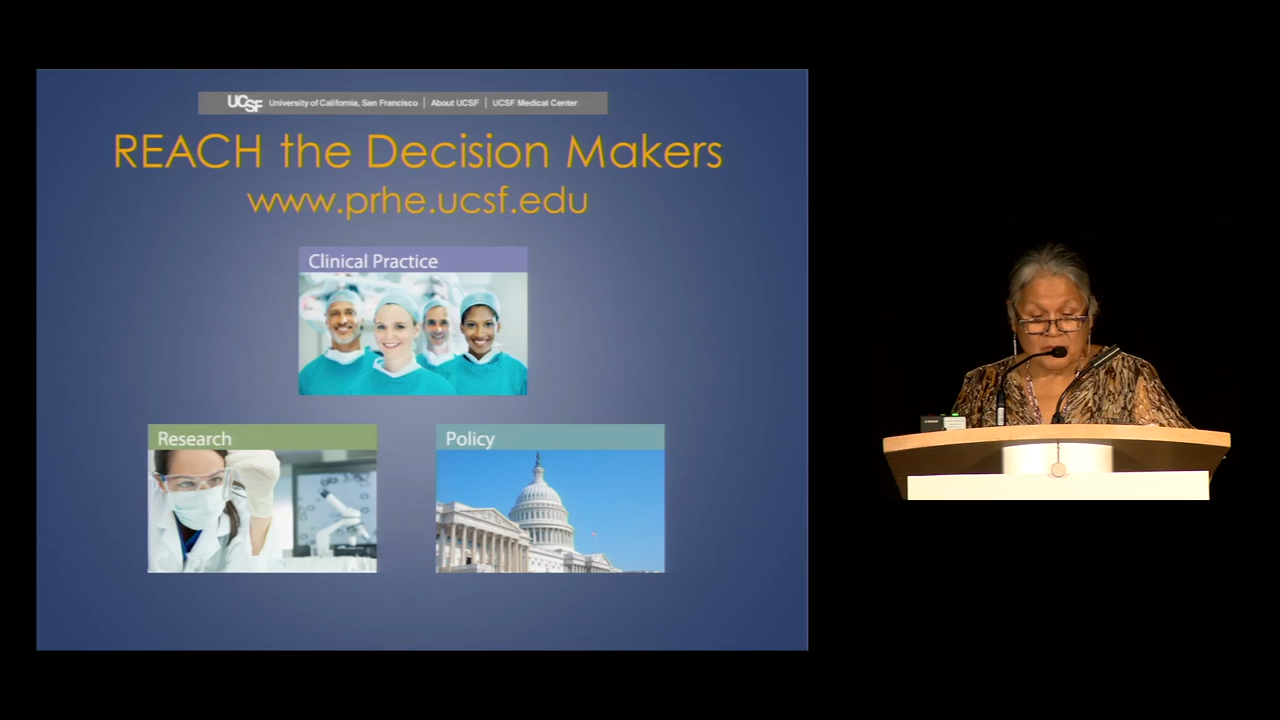 UCSF University of California, San Francisco | About UCSF | UCSF Medical Center
REACH the Decision Makers
www.prhe.ucsf.edu
Clinical Practice
Research
Policy